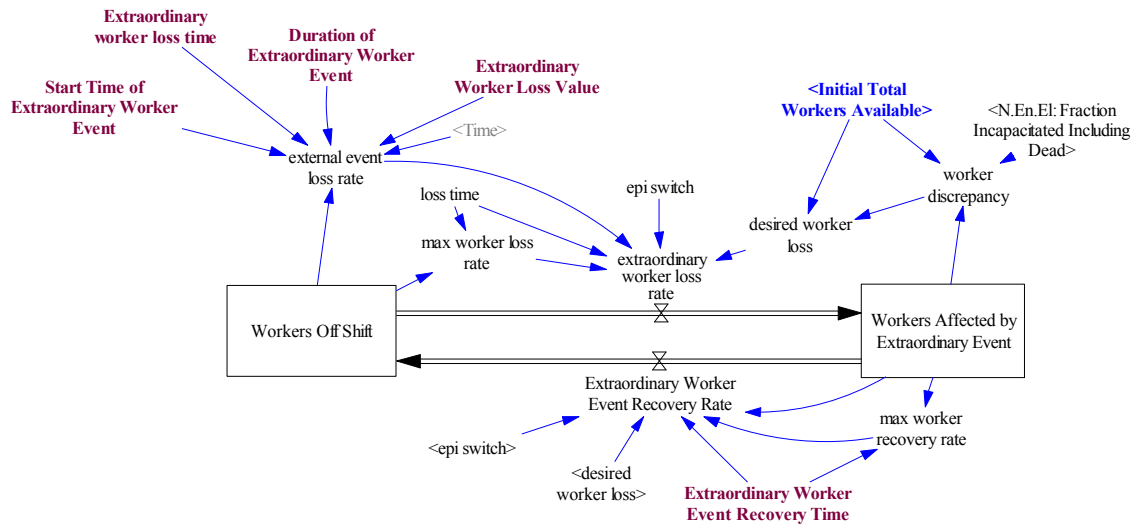 Extraordinary
worker loss time
Duration of
Extraordinary Worker
Event
Extraordinary
Worker Loss Value
Start Time of
Extraordinary Worker
Event
<Time>
<Initial Total
Workers Available>
<N.En.El: Fraction
Incapacitated Including
Dead>
external event
loss rate
worker
discrepancy
loss time
epi switch
desired worker
loss
max worker loss
rate
extraordinary
worker loss
rate
Workers Off Shift
Workers Affected by
Extraordinary Event
Extraordinary Worker
Event Recovery Rate
max worker
recovery rate
<epi switch>
<desired
worker loss>
Extraordinary Worker
Event Recovery Time